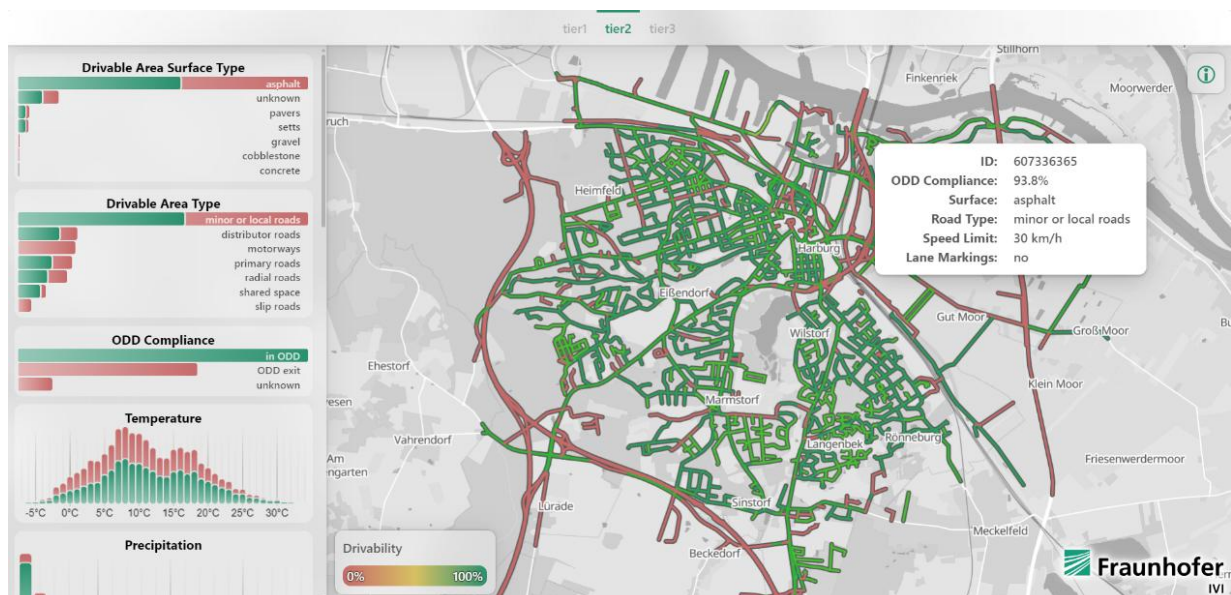 tier1 tier2 tier3
Drivable Area Surface Type
asphalt
unknown
pavers
setts
gravel
cobblestone
concrete
Drivable Area Type
minor or local roads
distributor roads
motorways
primary roads
radial roads
shared space
slip roads
ODD Compliance
in ODD
ODD exit
unknown
Temperature
-5°C 0°C 5°C 10°C 15°C 20°C 25°C 30°C
Precipitation
Stillhorn
Finkenriek
Moorwerder
ruch
Heimfeld
ID: 607336365
ODD Compliance: 93.8%
Surface: asphalt
Road Type: minor or local roads
Speed Limit: 30 km/h
Lane Markings: no
Harburg
Eißendorf
Wilstorf
Gut Moor
Groß Moor
Ehestorf
Klein Moor
Marmstorf
Vahrendorf
Langenbek
Rönneburg
Am
Friesenwerdermoor
Lürade
Sinstorf
Meckelfeld
Beckedorf
Drivability
0% 100%
Fraunhofer
IVI